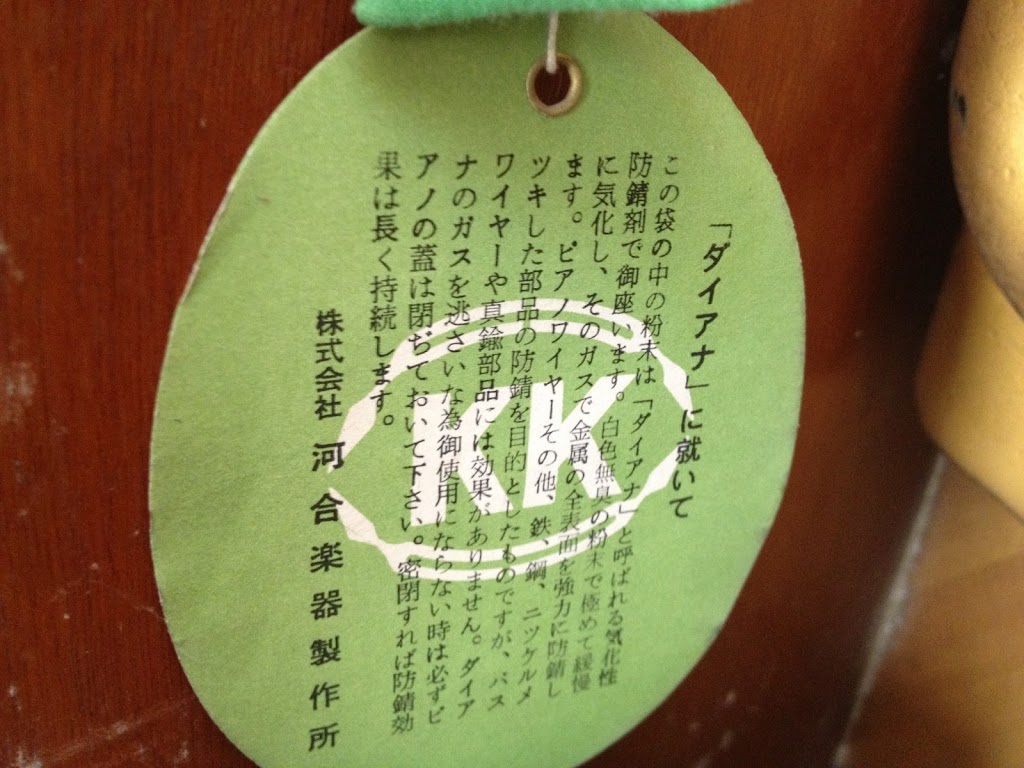 「ダイアナ」に就いて
この袋の中の粉末は「ダイアナ」と呼ばれる気化性
防錆剤で御座います。白色無臭の粉末で極めて緩慢
に気化し、そのガスで金属の全表面を強力に防錆し
ます。ピアノワイヤーその他、鉄、鋼、ニツケルメ
ツキした部品の防錆を目的としたものですが、バス
ワイヤーや真鍮部品には効果がありません。ダイア
ナのガスを逃さいな為御使用にならない時は必ずピ
アノの蓋は閉ぢておいて下さい。密閉すれば防錆効
果は長く持続します。
株式会社 河合楽器製作所
KK